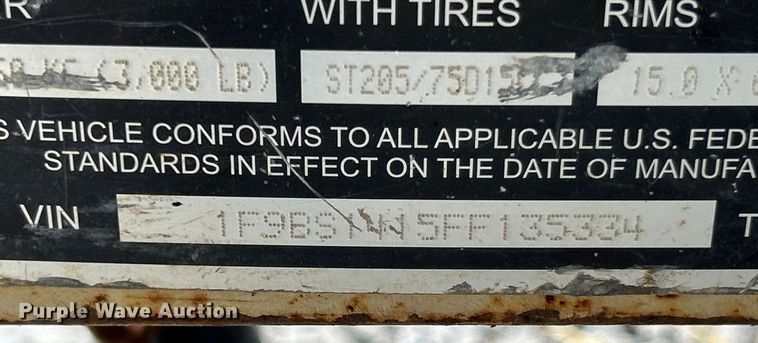 R WITH TIRES RIMS
(3,000 LB) ST205/75D15 15.0 X
S VEHICLE CONFORMS TO ALL APPLICABLE U.S. FEDE
STANDARDS IN EFFECT ON THE DATE OF MANUFA
VIN 1F9BS144N5FF135334 T
Purple Wave Auction